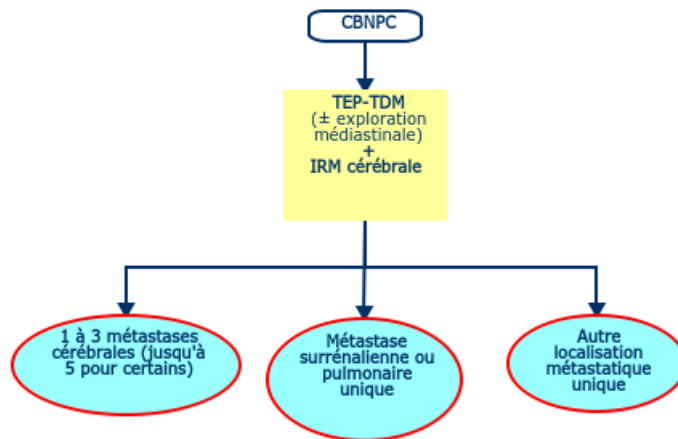 CBNPC
TEP-TDM
(± exploration
médiastinale)
+
IRM cérébrale
1 à 3 métastases
cérébrales (jusqu'à
5 pour certains)
Métastase
surrénalienne ou
pulmonaire
unique
Autre
localisation
métastatique
unique